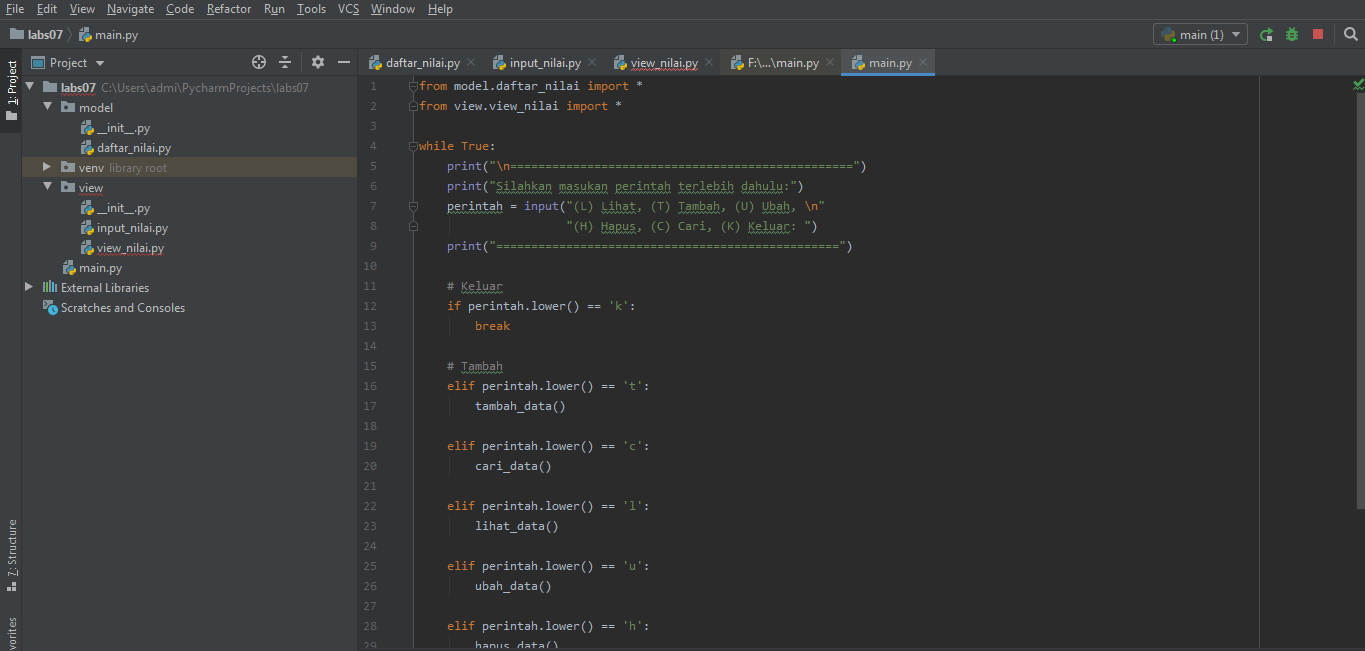 File Edit View Navigate Code Refactor Run Tools VCS Window Help
labs07 main.py main (1)
Project
daftar_nilai.py input_nilai.py view_nilai.py F:\...\main.py main.py
1: Project
labs07 C:\Users\admi\PycharmProjects\labs07
model
__init__.py
daftar_nilai.py
venv library root
view
__init__.py
input_nilai.py
view_nilai.py
main.py
External Libraries
Scratches and Consoles
7: Structure
vorites
1 from model.daftar_nilai import *
2 from view.view_nilai import *
3
4 while True:
5 print("\n=================================================")
6 print("Silahkan masukan perintah terlebih dahulu:")
7 perintah = input("(L) Lihat, (T) Tambah, (U) Ubah, \n"
8 "(H) Hapus, (C) Cari, (K) Keluar: ")
9 print("=================================================")
10
11 # Keluar
12 if perintah.lower() == 'k':
13 break
14
15 # Tambah
16 elif perintah.lower() == 't':
17 tambah_data()
18
19 elif perintah.lower() == 'c':
20 cari_data()
21
22 elif perintah.lower() == 'l':
23 lihat_data()
24
25 elif perintah.lower() == 'u':
26 ubah_data()
27
28 elif perintah.lower() == 'h':
29 hapus_data()